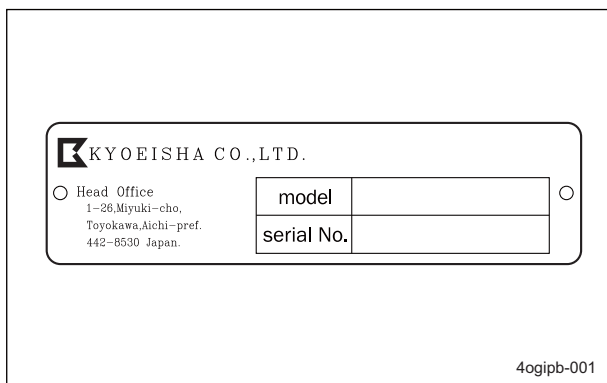 KYOEISHA CO.,LTD.
Head Office
1-26,Miyuki-cho,
Toyokawa,Aichi-pref.
442-8530 Japan.
model
serial No.
4ogipb-001